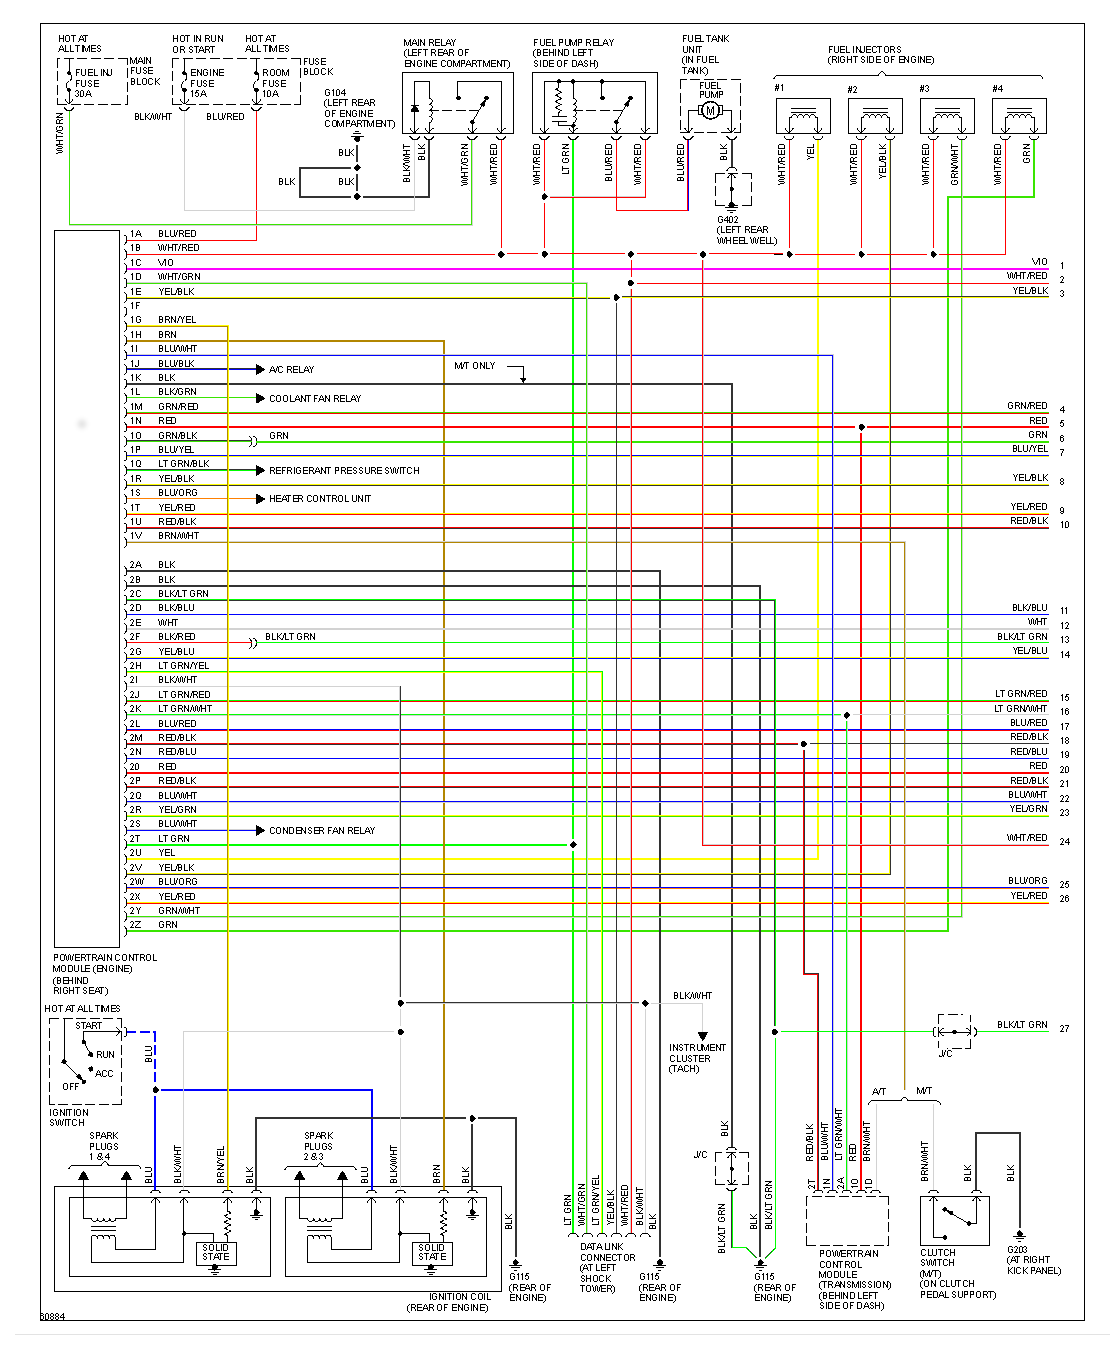 HOT AT
ALL TIMES
HOT IN RUN
OR START
HOT AT
ALL TIMES
FUEL INJ
FUSE
30A
MAIN
FUSE
BLOCK
ENGINE
FUSE
15A
ROOM
FUSE
10A
FUSE
BLOCK
WHT/GRN
BLK/WHT
BLU/RED
G104
(LEFT REAR
OF ENGINE
COMPARTMENT)
BLK
BLK
BLK
MAIN RELAY
(LEFT REAR OF
ENGINE COMPARTMENT)
BLK/WHT
BLK
WHT/GRN
WHT/RED
FUEL PUMP RELAY
(BEHIND LEFT
SIDE OF DASH)
WHT/RED
LT GRN
BLU/RED
WHT/RED
FUEL TANK
UNIT
(IN FUEL
TANK)
FUEL
PUMP
M
BLU/RED
BLK
G402
(LEFT REAR
WHEEL WELL)
FUEL INJECTORS
(RIGHT SIDE OF ENGINE)
#1
#2
#3
#4
WHT/RED
YEL
WHT/RED
YEL/BLK
WHT/RED
GRN/WHT
WHT/RED
GRN
1A BLU/RED
1B WHT/RED
1C VIO
VIO 1
1D WHT/GRN
WHT/RED 2
1E YEL/BLK
YEL/BLK 3
1F
1G BRN/YEL
1H BRN
1I BLU/WHT
1J BLU/BLK
A/C RELAY
M/T ONLY
1K BLK
1L BLK/GRN
COOLANT FAN RELAY
1M GRN/RED
GRN/RED 4
1N RED
RED 5
1O GRN/BLK
GRN
GRN 6
1P BLU/YEL
BLU/YEL 7
1Q LT GRN/BLK
REFRIGERANT PRESSURE SWITCH
1R YEL/BLK
YEL/BLK 8
1S BLU/ORG
HEATER CONTROL UNIT
1T YEL/RED
YEL/RED 9
1U RED/BLK
RED/BLK 10
1V BRN/WHT
2A BLK
2B BLK
2C BLK/LT GRN
2D BLK/BLU
BLK/BLU 11
2E WHT
WHT 12
2F BLK/RED
BLK/LT GRN
BLK/LT GRN 13
2G YEL/BLU
YEL/BLU 14
2H LT GRN/YEL
2I BLK/WHT
2J LT GRN/RED
LT GRN/RED 15
2K LT GRN/WHT
LT GRN/WHT 16
2L BLU/RED
BLU/RED 17
2M RED/BLK
RED/BLK 18
2N RED/BLU
RED/BLU 19
2O RED
RED 20
2P RED/BLK
RED/BLK 21
2Q BLU/WHT
BLU/WHT 22
2R YEL/GRN
YEL/GRN 23
2S BLU/WHT
CONDENSER FAN RELAY
2T LT GRN
WHT/RED 24
2U YEL
2V YEL/BLK
2W BLU/ORG
BLU/ORG 25
2X YEL/RED
YEL/RED 26
2Y GRN/WHT
2Z GRN
POWERTRAIN CONTROL
MODULE (ENGINE)
(BEHIND
RIGHT SEAT)
HOT AT ALL TIMES
START
RUN
ACC
OFF
BLU
IGNITION
SWITCH
BLK/WHT
INSTRUMENT
CLUSTER
(TACH)
BLK/LT GRN 27
J/C
A/T
M/T
SPARK
PLUGS
1 & 4
SPARK
PLUGS
2 & 3
BLU
BLK/WHT
BRN/YEL
BLK
BLU
BLK/WHT
BRN
BLK
BLK
SOLID
STATE
SOLID
STATE
IGNITION COIL
(REAR OF ENGINE)
G115
(REAR OF
ENGINE)
LT GRN
WHT/GRN
LT GRN/YEL
YEL/BLK
WHT/RED
BLK/WHT
BLK
DATA LINK
CONNECTOR
(AT LEFT
SHOCK
TOWER)
G115
(REAR OF
ENGINE)
BLK
J/C
BLK/LT GRN
BLK
BLK/LT GRN
G115
(REAR OF
ENGINE)
RED/BLK
BLU/WHT
LT GRN/WHT
RED
BRN/WHT
2T
1N
2A
1O
1D
POWERTRAIN
CONTROL
MODULE
(TRANSMISSION)
(BEHIND LEFT
SIDE OF DASH)
BRN/WHT
BLK
BLK
CLUTCH
SWITCH
(M/T)
(ON CLUTCH
PEDAL SUPPORT)
G203
(AT RIGHT
KICK PANEL)
60884